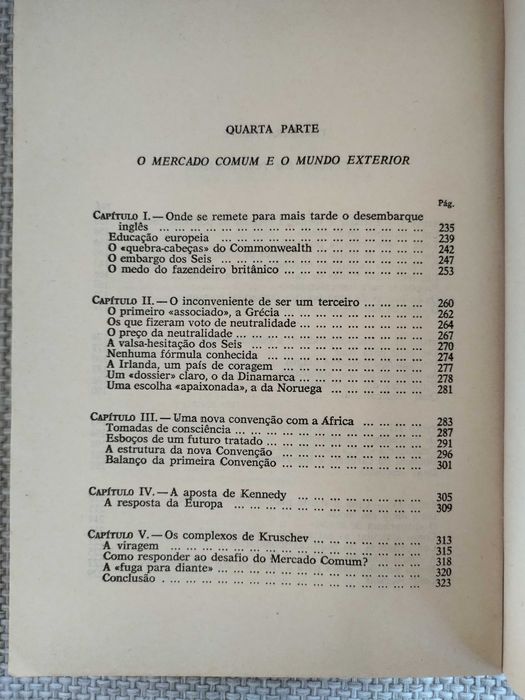 QUARTA PARTE
O MERCADO COMUM E O MUNDO EXTERIOR
Pág.
CAPÍTULO I. — Onde se remete para mais tarde o desembarque
inglês ... ... ... ... ... ... ... ... ... ... ... ... ... ... ... ... 235
Educação europeia ... ... ... ... ... ... ... ... ... ... ... ... 239
O «quebra-cabeças» do Commonwealth ... ... ... ... ... ... 242
O embargo dos Seis ... ... ... ... ... ... ... ... ... ... ... ... 247
O medo do fazendeiro britânico ... ... ... ... ... ... ... ... 253
CAPÍTULO II. — O inconveniente de ser um terceiro ... ... ... ... 260
O primeiro «associado», a Grécia ... ... ... ... ... ... ... ... 262
Os que fizeram voto de neutralidade ... ... ... ... ... ... ... 264
O preço da neutralidade ... ... ... ... ... ... ... ... ... ... 267
A valsa-hesitação dos Seis ... ... ... ... ... ... ... ... ... 270
Nenhuma fórmula conhecida ... ... ... ... ... ... ... ... ... 274
A Irlanda, um país de coragem ... ... ... ... ... ... ... ... 277
Um «dossier» claro, o da Dinamarca ... ... ... ... ... ... ... 278
Uma escolha «apaixonada», a da Noruega ... ... ... ... ... 281
CAPÍTULO III. — Uma nova convenção com a Africa ... ... ... ... 283
Tomadas de consciência ... ... ... ... ... ... ... ... ... ... 287
Esboços de um futuro tratado ... ... ... ... ... ... ... ... ... 291
A estrutura da nova Convenção ... ... ... ... ... ... ... ... 296
Balanço da primeira Convenção ... ... ... ... ... ... ... ... 301
CAPÍTULO IV. — A aposta de Kennedy ... ... ... ... ... ... ... ... 305
A resposta da Europa ... ... ... ... ... ... ... ... ... ... ... 309
CAPÍTULO V. — Os complexos de Kruschev ... ... ... ... ... ... ... 313
A viragem ... ... ... ... ... ... ... ... ... ... ... ... ... ... 315
Como responder ao desafio do Mercado Comum? ... ... ... 318
A «fuga para diante» ... ... ... ... ... ... ... ... ... ... ... 320
Conclusão . ... ... ... ... ... ... ... ... ... ... ... ... ... ... 323